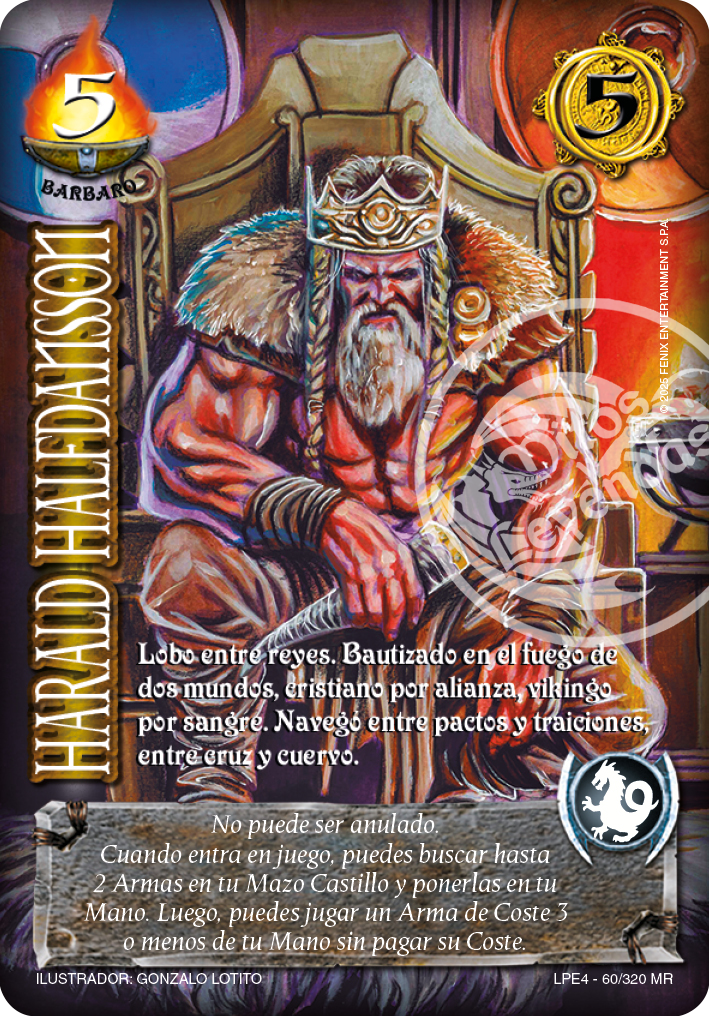 5
5
BARBARO
HARALD HALFDANSSON
© 2025 FENIX ENTERTAINMENT S.P.A
Mitos y
Leyendas
Lobo entre reyes. Bautizado en el fuego de
dos mundos, cristiano por alianza, vikingo
por sangre. Navegó entre pactos y traiciones,
entre cruz y cuervo.
No puede ser anulado.
Cuando entra en juego, puedes buscar hasta
2 Armas en tu Mazo Castillo y ponerlas en tu
Mano. Luego, puedes jugar un Arma de Coste 3
o menos de tu Mano sin pagar su Coste.
ILUSTRADOR: GONZALO LOTITO
LPE4 - 60/320 MR